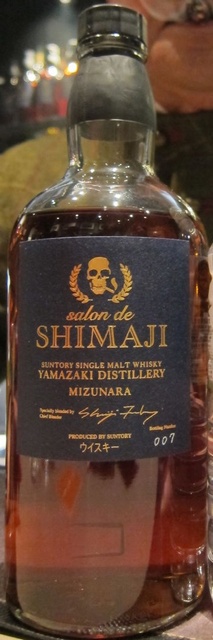 salon de
SHIMAJI
SUNTORY SINGLE MALT WHISKY
YAMAZAKI DISTILLERY
MIZUNARA
Specially blended by
Chief Blender
Bottling Number
007
PRODUCED BY SUNTORY
ウイスキー